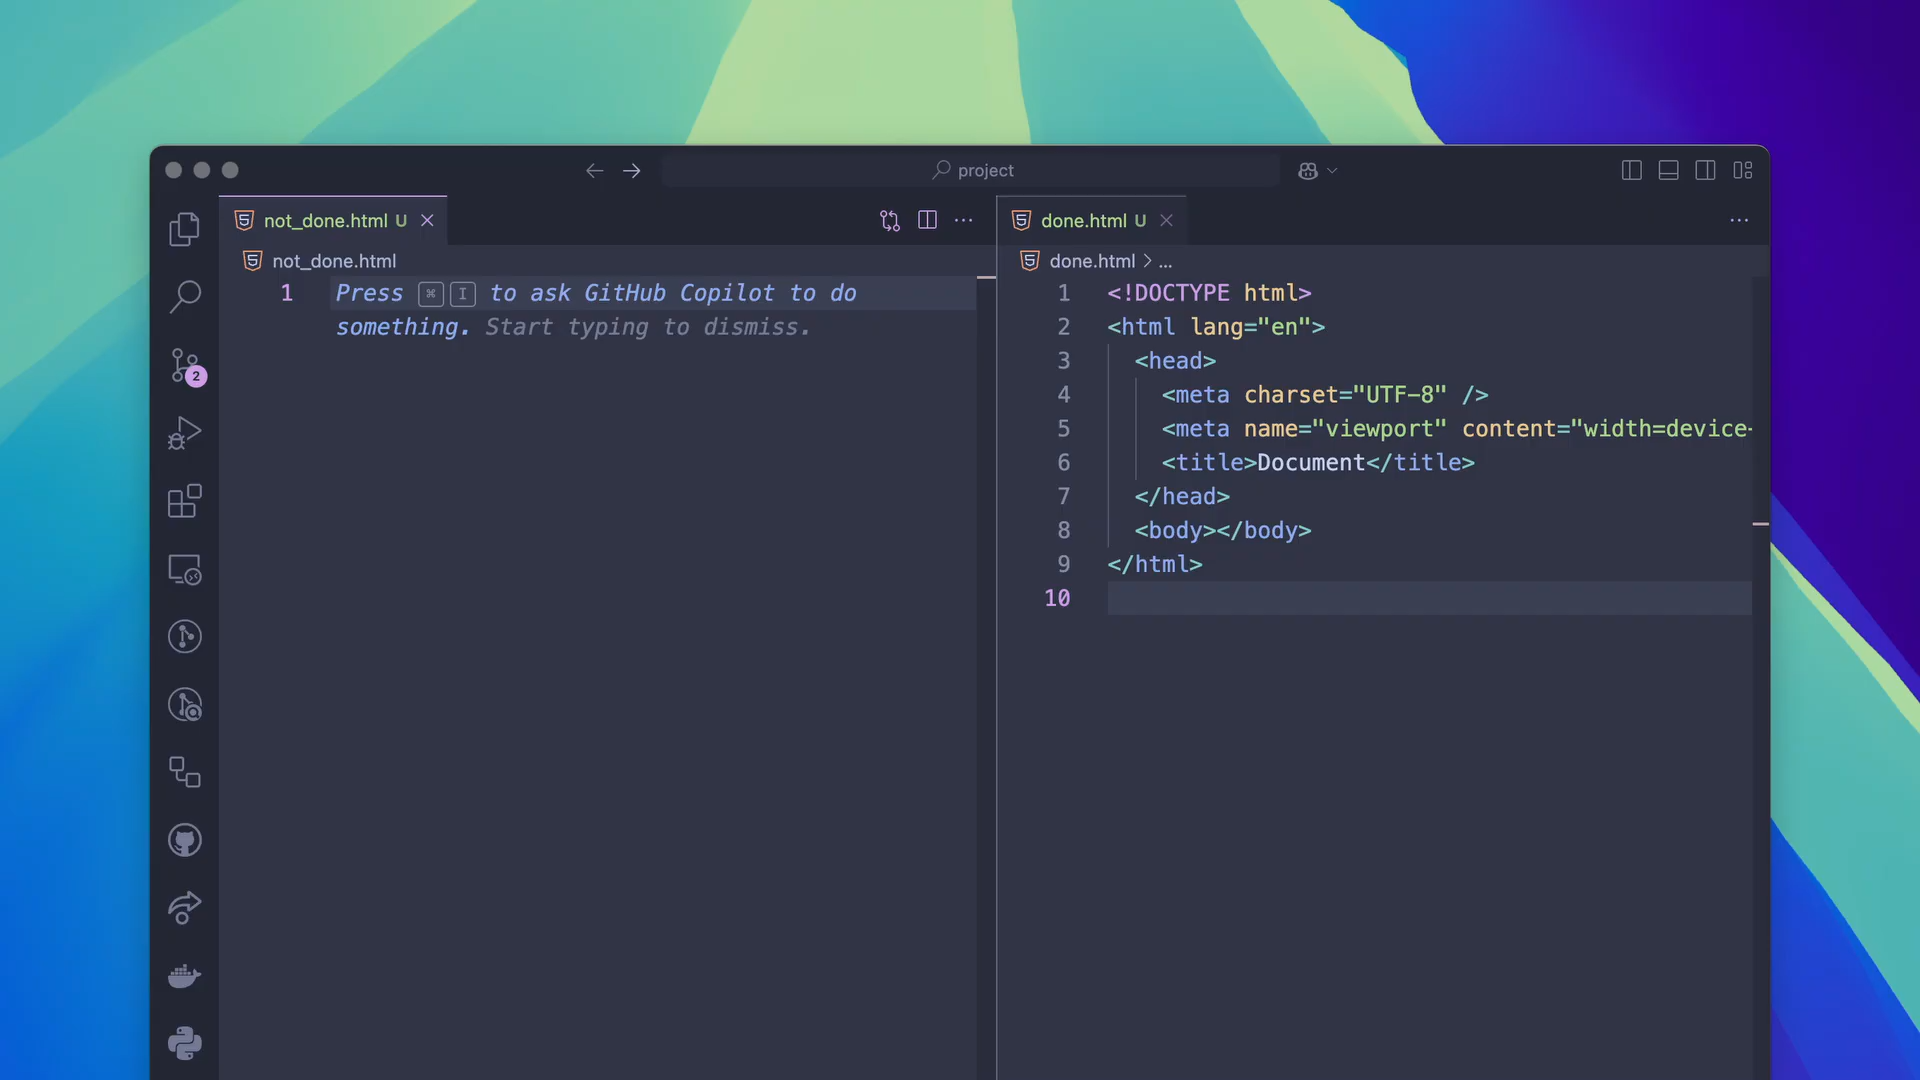 project
not_done.html U
done.html U
not_done.html
done.html > ...
1 Press ⌘ I to ask GitHub Copilot to do
something. Start typing to dismiss.
1 <!DOCTYPE html>
2 <html lang="en">
3 <head>
4 <meta charset="UTF-8" />
5 <meta name="viewport" content="width=device-
6 <title>Document</title>
7 </head>
8 <body></body>
9 </html>
10
2